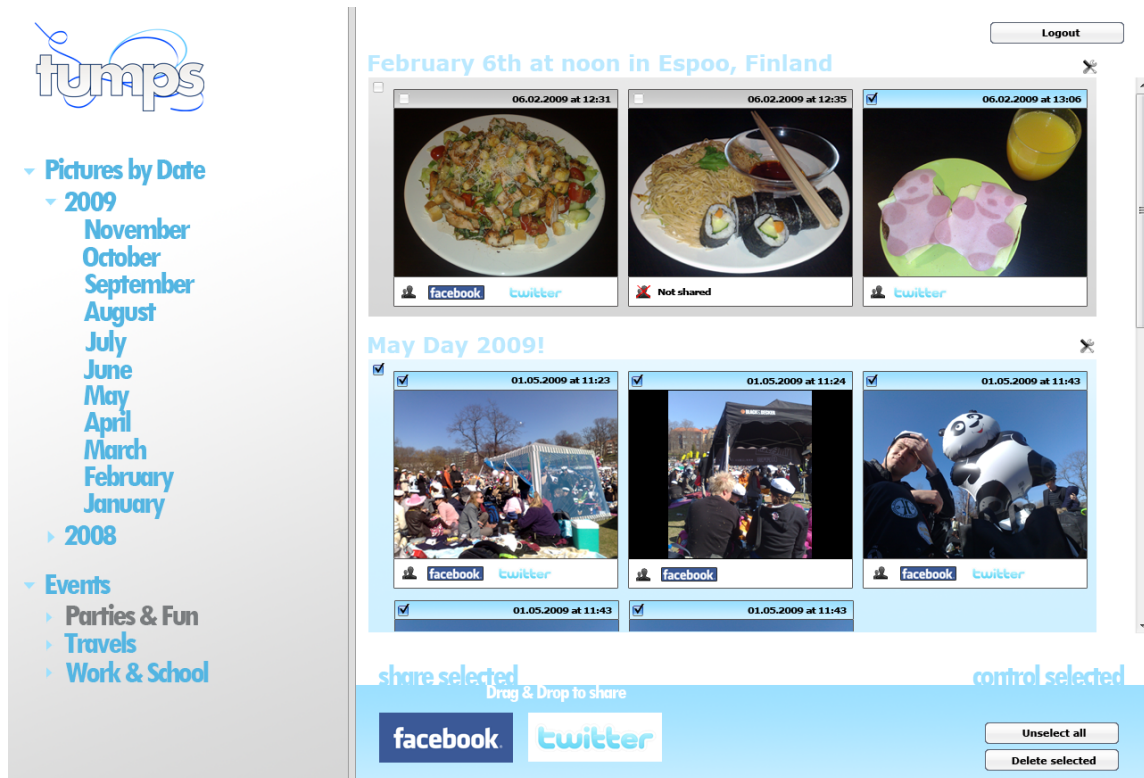 tumps
Logout
Pictures by Date
2009
November
October
September
August
July
June
May
April
March
February
January
2008
Events
Parties & Fun
Travels
Work & School
February 6th at noon in Espoo, Finland
06.02.2009 at 12:31
06.02.2009 at 12:35
06.02.2009 at 13:06
facebook twitter
Not shared
twitter
May Day 2009!
01.05.2009 at 11:23
01.05.2009 at 11:24
01.05.2009 at 11:43
BLACK & DECKER
facebook twitter
facebook
facebook twitter
01.05.2009 at 11:43
01.05.2009 at 11:43
share selected
Drag & Drop to share
facebook.
twitter
control selected
Unselect all
Delete selected